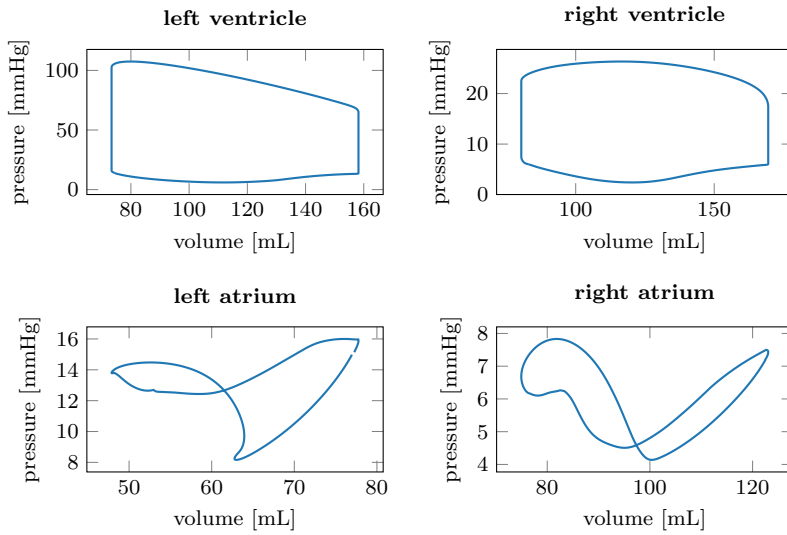 left ventricle
right ventricle
pressure [mmHg]
100
50
0
80
100
120
140
160
volume [mL]
pressure [mmHg]
20
10
0
100
150
volume [mL]
left atrium
right atrium
pressure [mmHg]
16
14
12
10
8
50
60
70
80
volume [mL]
pressure [mmHg]
8
7
6
5
4
80
100
120
volume [mL]